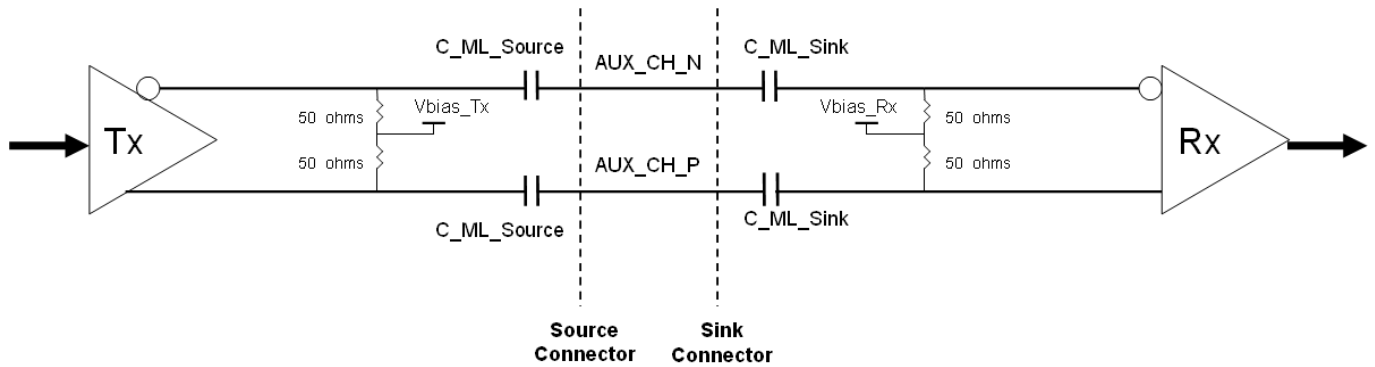 C_ML_Source
C_ML_Sink
AUX_CH_N
Vbias_Tx
Vbias_Rx
50 ohms
50 ohms
Tx
Rx
50 ohms
50 ohms
AUX_CH_P
C_ML_Source
C_ML_Sink
Source
Connector
Sink
Connector